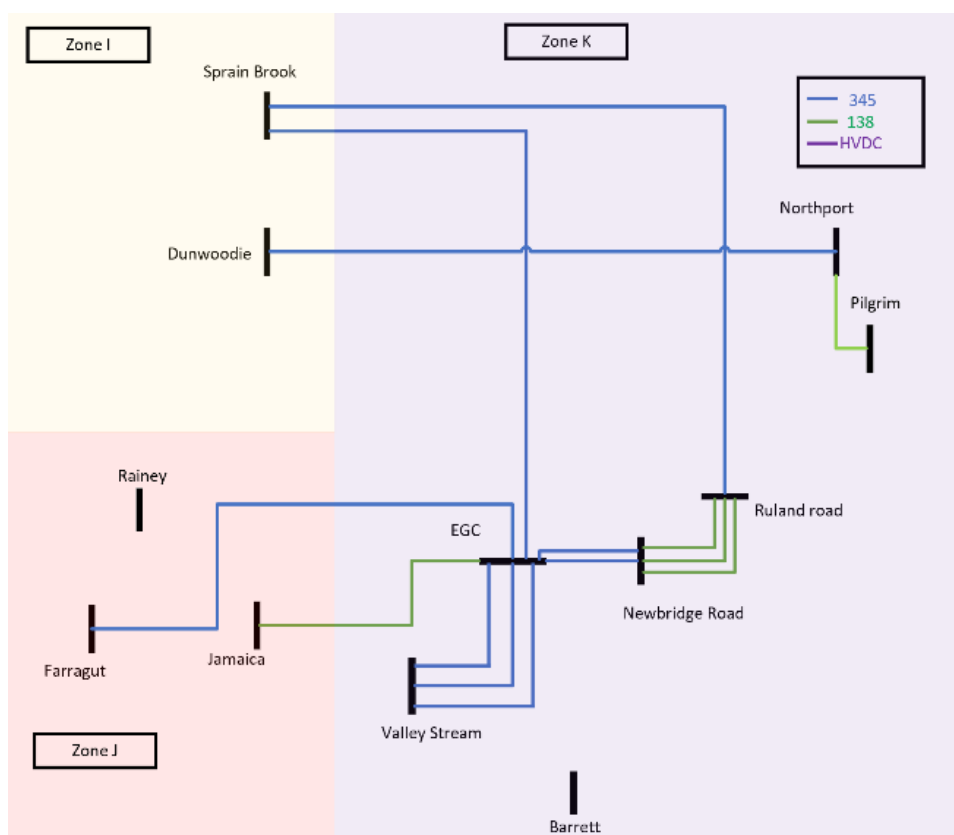 Zone I
Zone K
Sprain Brook
345
138
HVDC
Northport
Dunwoodie
Pilgrim
Rainey
Ruland road
EGC
Newbridge Road
Farragut
Jamaica
Valley Stream
Zone J
Barrett